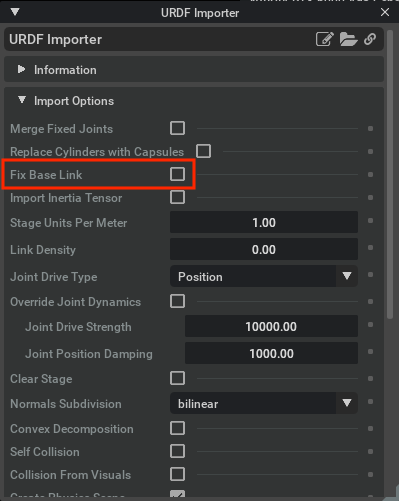 URDF Importer
URDF Importer
Information
Import Options
Merge Fixed Joints
Replace Cylinders with Capsules
Fix Base Link
Import Inertia Tensor
Stage Units Per Meter 1.00
Link Density 0.00
Joint Drive Type Position
Override Joint Dynamics
Joint Drive Strength 10000.00
Joint Position Damping 1000.00
Clear Stage
Normals Subdivision bilinear
Convex Decomposition
Self Collision
Collision From Visuals
Create Physics Scene